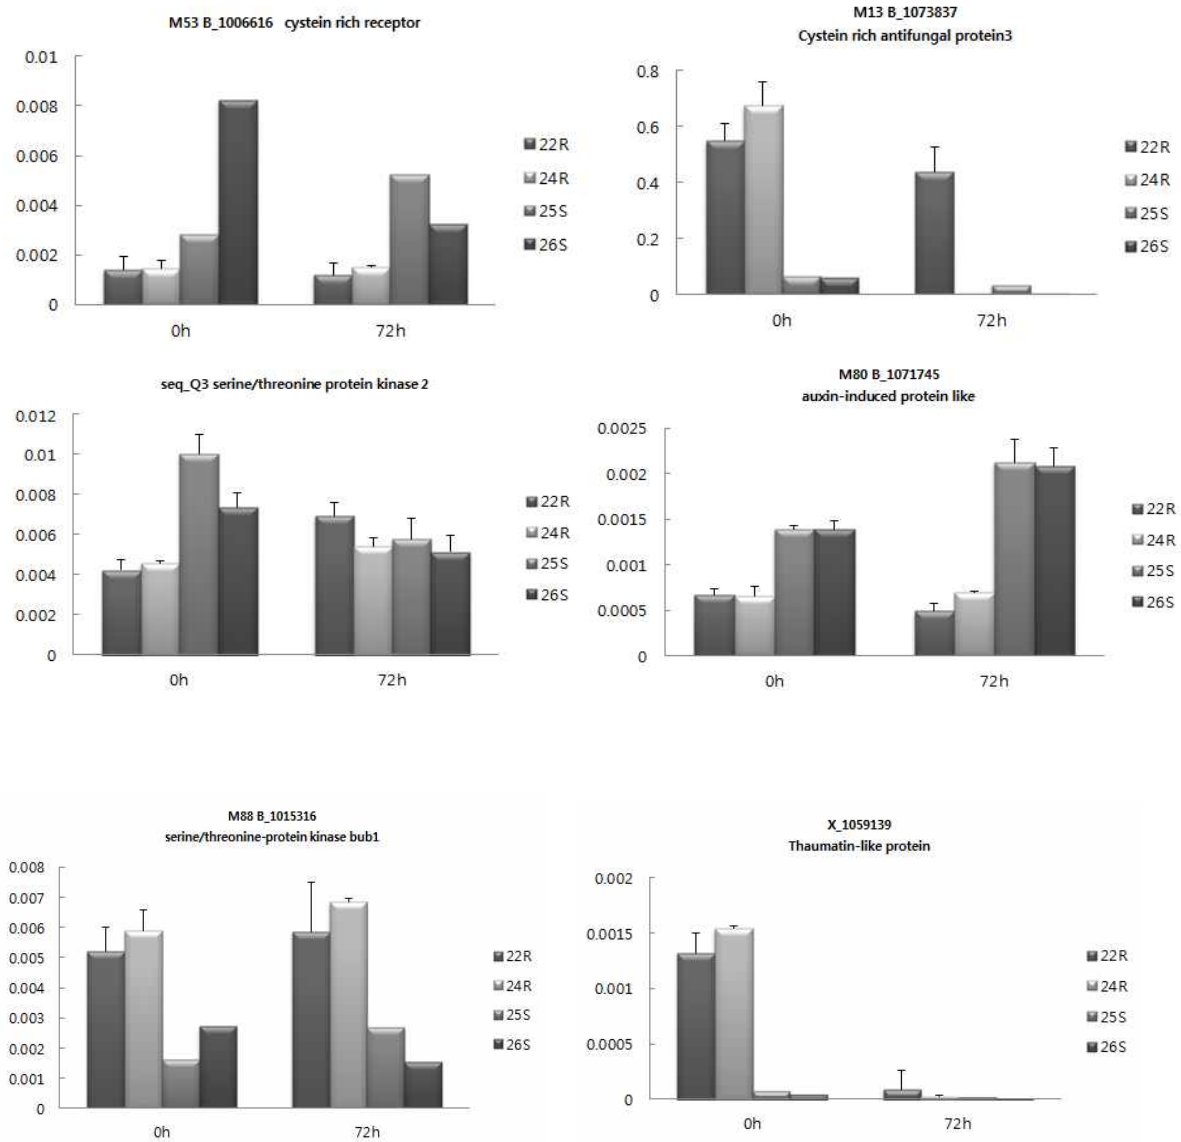 M53 B_1006616 cystein rich receptor
0.01
0.008
0.006
0.004
0.002
0
0h
72h
22R
24R
25S
26S
M13 B_1073837
Cystein rich antifungal protein3
0.8
0.6
0.4
0.2
0
0h
72h
22R
24R
25S
26S
seq_Q3 serine/threonine protein kinase 2
0.012
0.01
0.008
0.006
0.004
0.002
0
0h
72h
22R
24R
25S
26S
M80 B_1071745
auxin-induced protein like
0.0025
0.002
0.0015
0.001
0.0005
0
0h
72h
22R
24R
25S
26S
M88 B_1015316
serine/threonine-protein kinase bub1
0.008
0.007
0.006
0.005
0.004
0.003
0.002
0.001
0
0h
72h
22R
24R
25S
26S
X_1059139
Thaumatin-like protein
0.002
0.0015
0.001
0.0005
0
0h
72h
22R
24R
25S
26S